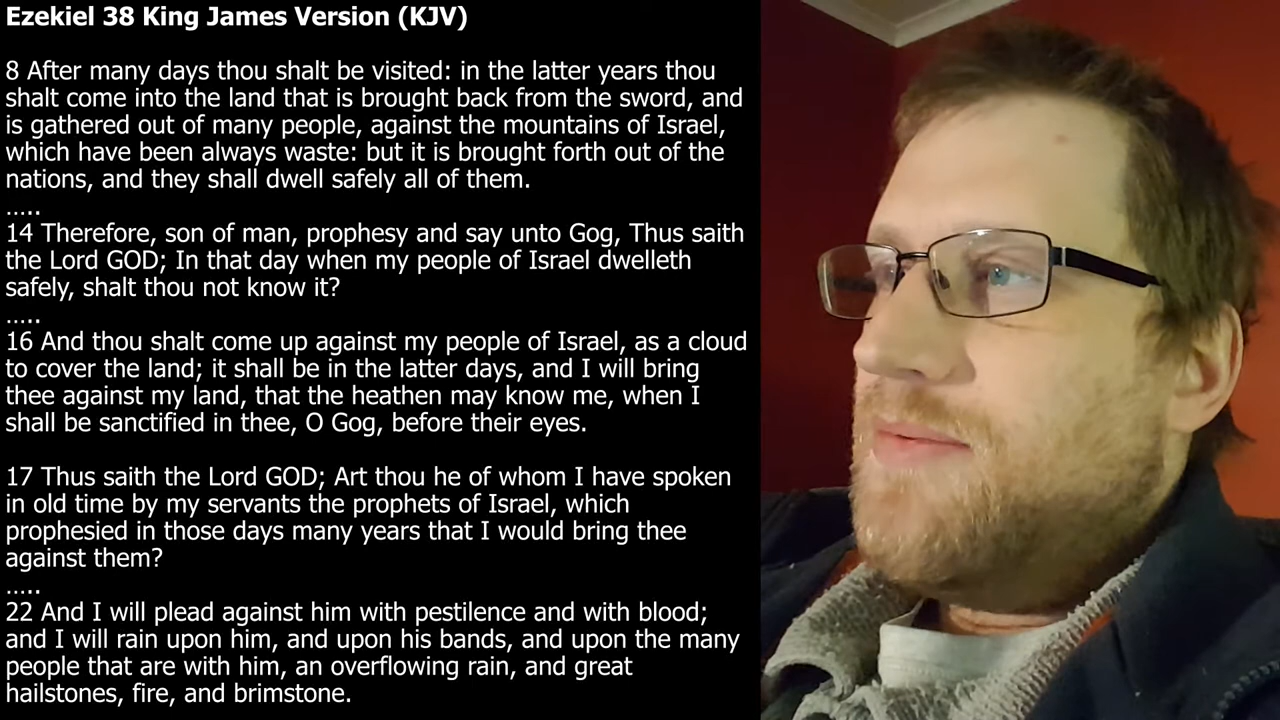 Ezekiel 38 King James Version (KJV)
8 After many days thou shalt be visited: in the latter years thou
shalt come into the land that is brought back from the sword, and
is gathered out of many people, against the mountains of Israel,
which have been always waste: but it is brought forth out of the
nations, and they shall dwell safely all of them.
.....
14 Therefore, son of man, prophesy and say unto Gog, Thus saith
the Lord GOD; In that day when my people of Israel dwelleth
safely, shalt thou not know it?
.....
16 And thou shalt come up against my people of Israel, as a cloud
to cover the land; it shall be in the latter days, and I will bring
thee against my land, that the heathen may know me, when I
shall be sanctified in thee, O Gog, before their eyes.
17 Thus saith the Lord GOD; Art thou he of whom I have spoken
in old time by my servants the prophets of Israel, which
prophesied in those days many years that I would bring thee
against them?
.....
22 And I will plead against him with pestilence and with blood;
and I will rain upon him, and upon his bands, and upon the many
people that are with him, an overflowing rain, and great
hailstones, fire, and brimstone.